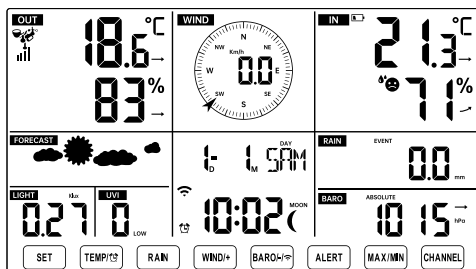 OUT
18.6 °C
83 %
WIND
N
NW
NE
Km/h
W
0.0
E
SW
SE
S
IN
21.3 °C
71 %
FORECAST
LIGHT
Klux
0.27
UVI
0 LOW
DAY
1- 1 SAM
D M
10:02
MOON
RAIN
EVENT
0.0 mm
BARO
ABSOLUTE
1015 hPa
SET
TEMP/
RAIN
WIND/+
BARO/-/
ALERT
MAX/MIN
CHANNEL